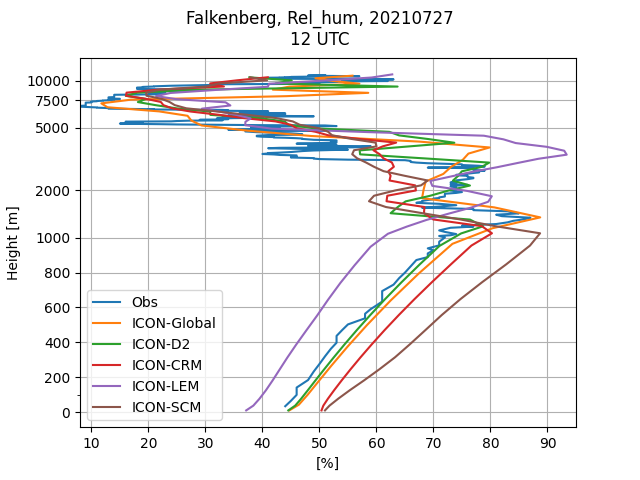 Falkenberg, Rel_hum, 20210727
12 UTC
Height [m]
10000
7500
5000
2000
1000
800
600
400
200
0
Obs
ICON-Global
ICON-D2
ICON-CRM
ICON-LEM
ICON-SCM
10 20 30 40 50 60 70 80 90
[%]